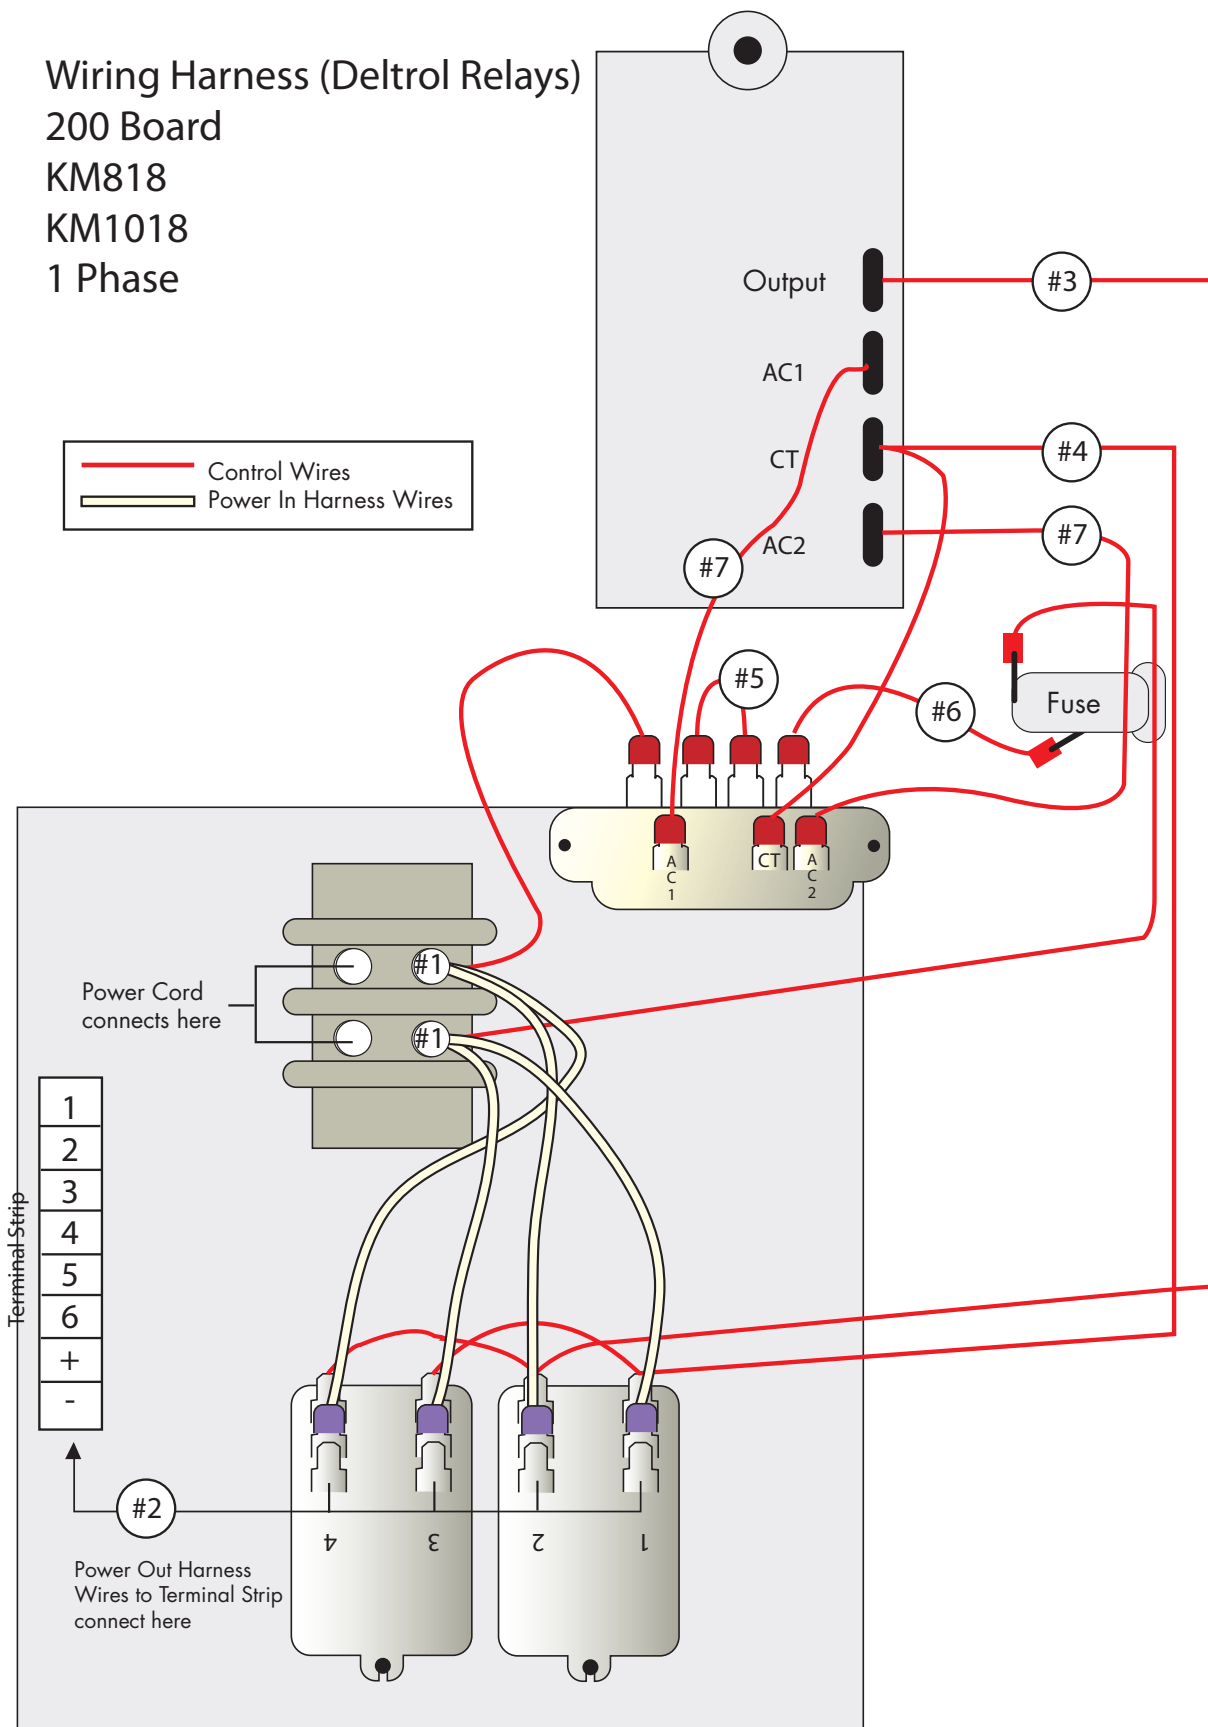 Wiring Harness (Deltrol Relays)
200 Board
KM818
KM1018
1 Phase
Output
#3
AC1
Control Wires
Power In Harness Wires
CT
#4
AC2
#7
#7
#5
#6
Fuse
AC1
CT
AC2
#1
Power Cord
connects here
#1
Terminal Strip
1
2
3
4
5
6
+
-
#2
4
3
2
1
Power Out Harness
Wires to Terminal Strip
connect here